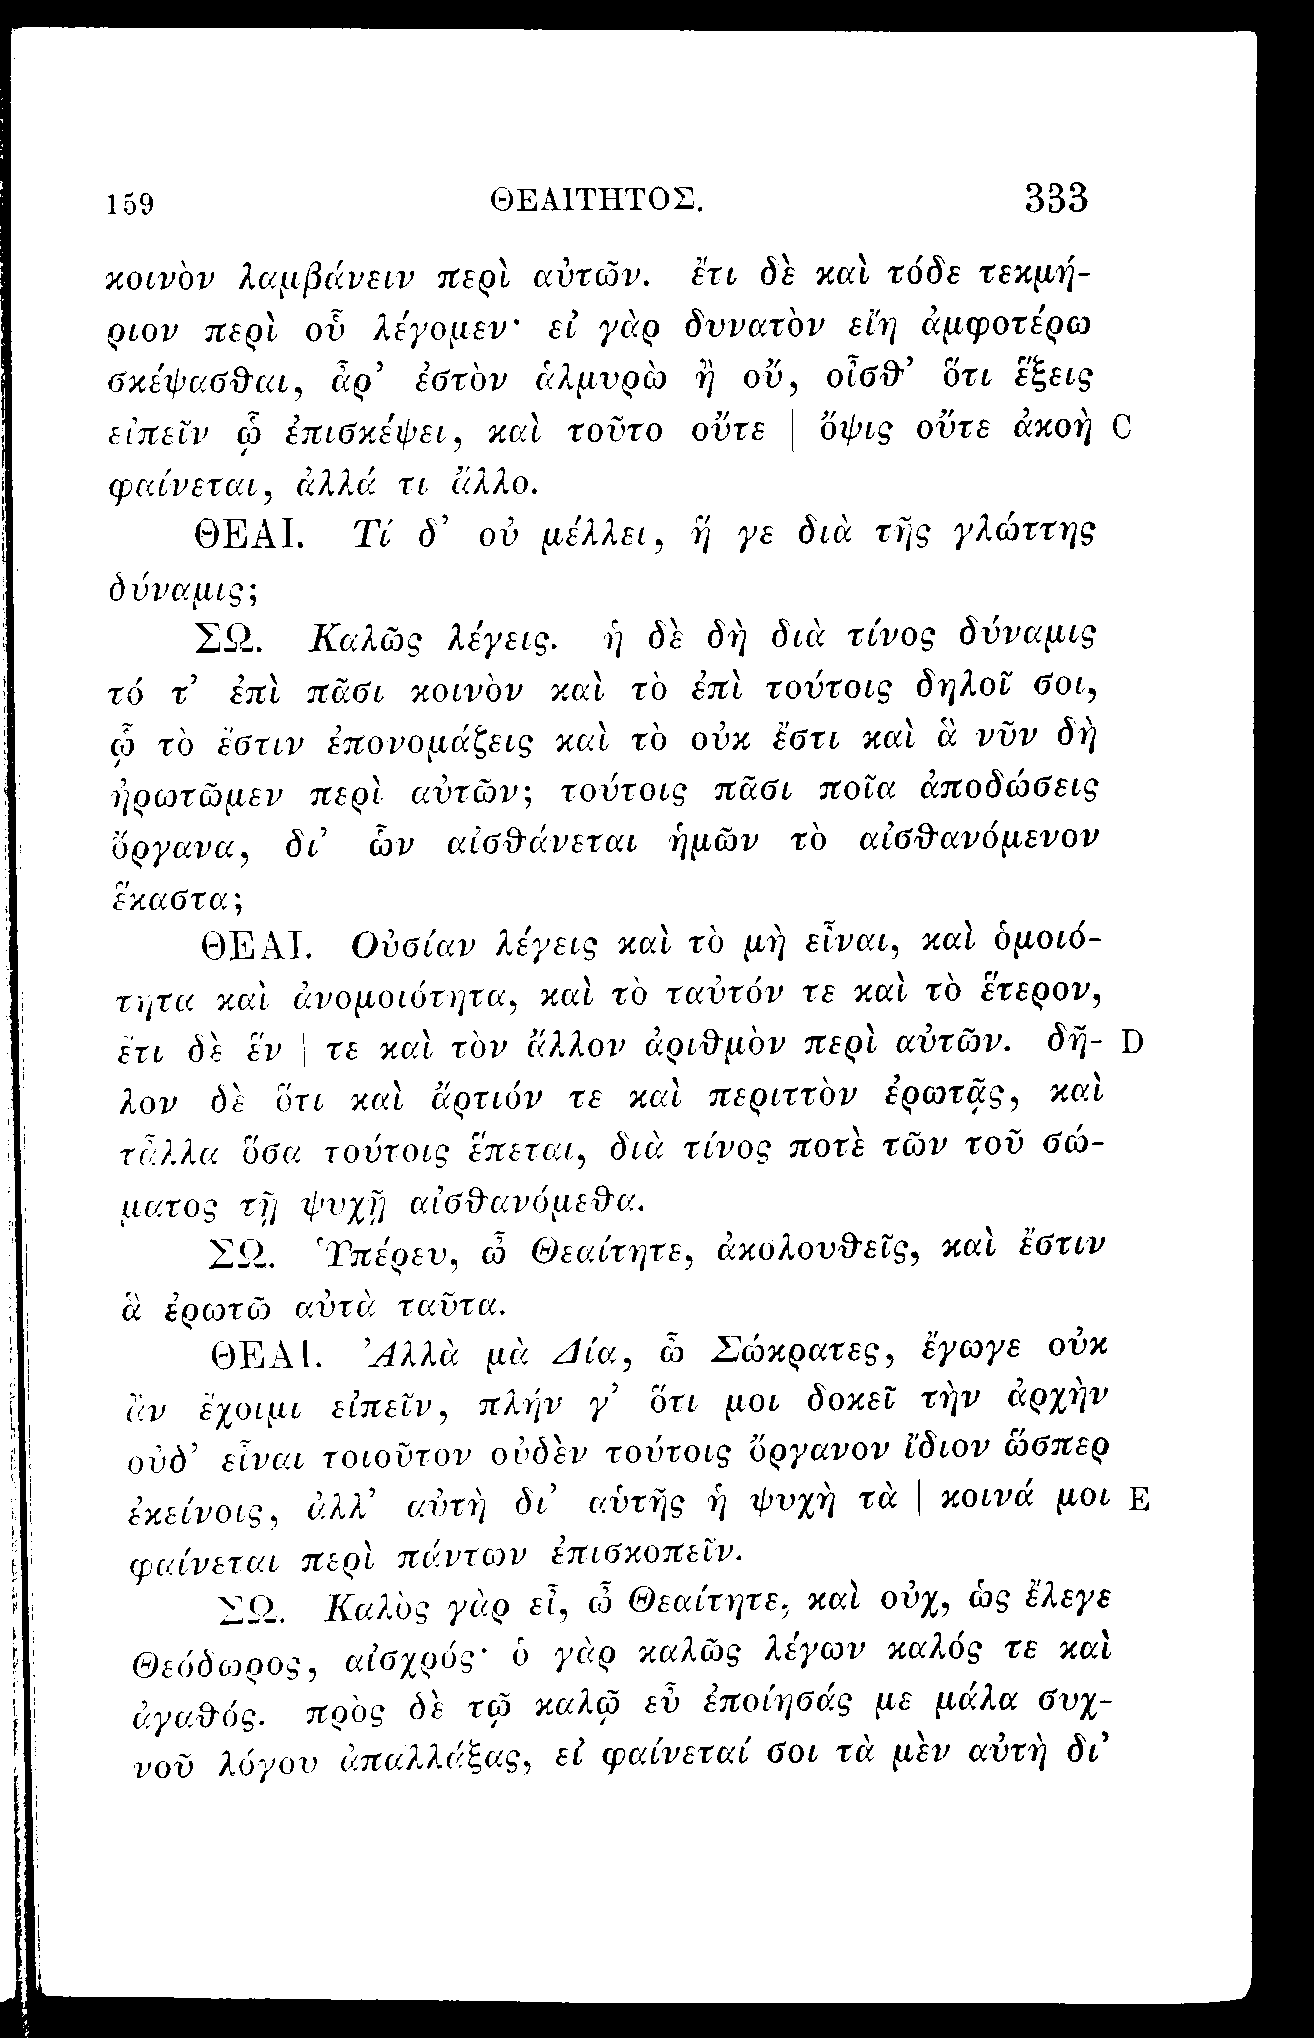 159 ΘΕΑΙΤΗΤΟΣ. 333
κοινὸν λαμβάνειν περὶ αὐτῶν. ἔτι δὲ καὶ τόδε τεκμή-
ριον περὶ οὗ λέγομεν· εἰ γὰρ δυνατὸν εἴη ἀμφοτέρω
σκέψασθαι, ἆρ’ ἐστὸν ἁλμυρὼ ἢ οὔ, οἶσθ’ ὅτι ἕξεις
εἰπεῖν ᾧ ἐπισκέψει, καὶ τοῦτο οὔτε | ὄψις οὔτε ἀκοὴ C
φαίνεται, ἀλλά τι ἄλλο.
ΘΕΑΙ. Τί δ’ οὐ μέλλει, ἥ γε διὰ τῆς γλώττης
δύναμις;
ΣΩ. Καλῶς λέγεις. ἡ δὲ δὴ διὰ τίνος δύναμις
τό τ’ ἐπὶ πᾶσι κοινὸν καὶ τὸ ἐπὶ τούτοις δηλοῖ σοι,
ᾧ τὸ ἔστιν ἐπονομάζεις καὶ τὸ οὐκ ἔστι καὶ ἃ νῦν δὴ
ἠρωτῶμεν περὶ αὐτῶν; τούτοις πᾶσι ποῖα ἀποδώσεις
ὄργανα, δι’ ὧν αἰσθάνεται ἡμῶν τὸ αἰσθανόμενον
ἕκαστα;
ΘΕΑΙ. Οὐσίαν λέγεις καὶ τὸ μὴ εἶναι, καὶ ὁμοιό-
τητα καὶ ἀνομοιότητα, καὶ τὸ ταὐτόν τε καὶ τὸ ἕτερον,
ἔτι δὲ ἕν | τε καὶ τὸν ἄλλον ἀριθμὸν περὶ αὐτῶν. δῆ- D
λον δὲ ὅτι καὶ ἄρτιόν τε καὶ περιττὸν ἐρωτᾷς, καὶ
τἆλλα ὅσα τούτοις ἕπεται, διὰ τίνος ποτὲ τῶν τοῦ σώ-
ματος τῇ ψυχῇ αἰσθανόμεθα.
ΣΩ. Ὑπέρευ, ὦ Θεαίτητε, ἀκολουθεῖς, καὶ ἔστιν
ἃ ἐρωτῶ αὐτὰ ταῦτα.
ΘΕΑΙ. Ἀλλὰ μὰ Δία, ὦ Σώκρατες, ἔγωγε οὐκ
ἂν ἔχοιμι εἰπεῖν, πλήν γ’ ὅτι μοι δοκεῖ τὴν ἀρχὴν
οὐδ’ εἶναι τοιοῦτον οὐδὲν τούτοις ὄργανον ἴδιον ὥσπερ
ἐκείνοις, ἀλλ’ αὐτὴ δι’ αὑτῆς ἡ ψυχὴ τὰ | κοινά μοι E
φαίνεται περὶ πάντων ἐπισκοπεῖν.
ΣΩ. Καλὸς γὰρ εἶ, ὦ Θεαίτητε, καὶ οὐχ, ὡς ἔλεγε
Θεόδωρος, αἰσχρός· ὁ γὰρ καλῶς λέγων καλός τε καὶ
ἀγαθός. πρὸς δὲ τῷ καλῷ εὖ ἐποίησάς με μάλα συχ-
νοῦ λόγου ἀπαλλάξας, εἰ φαίνεταί σοι τὰ μὲν αὐτὴ δι’